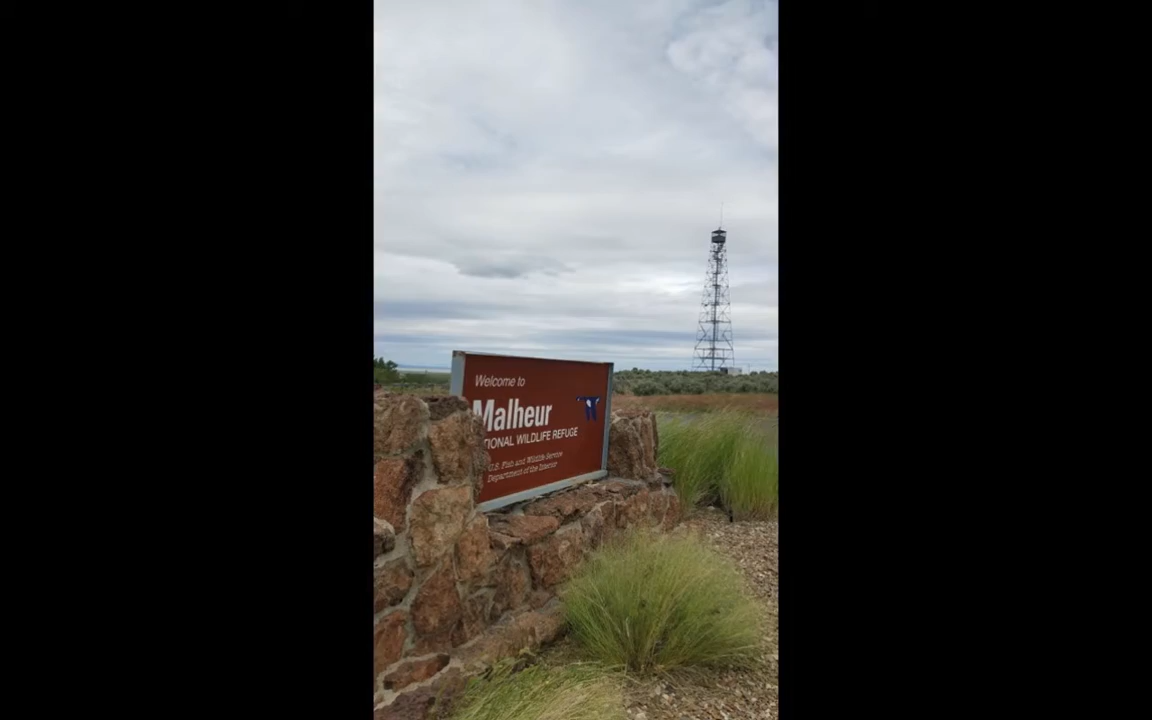 Welcome to
Malheur
TIONAL WILDLIFE REFUGE
U.S. Fish and Wildlife Service
Department of the Interior